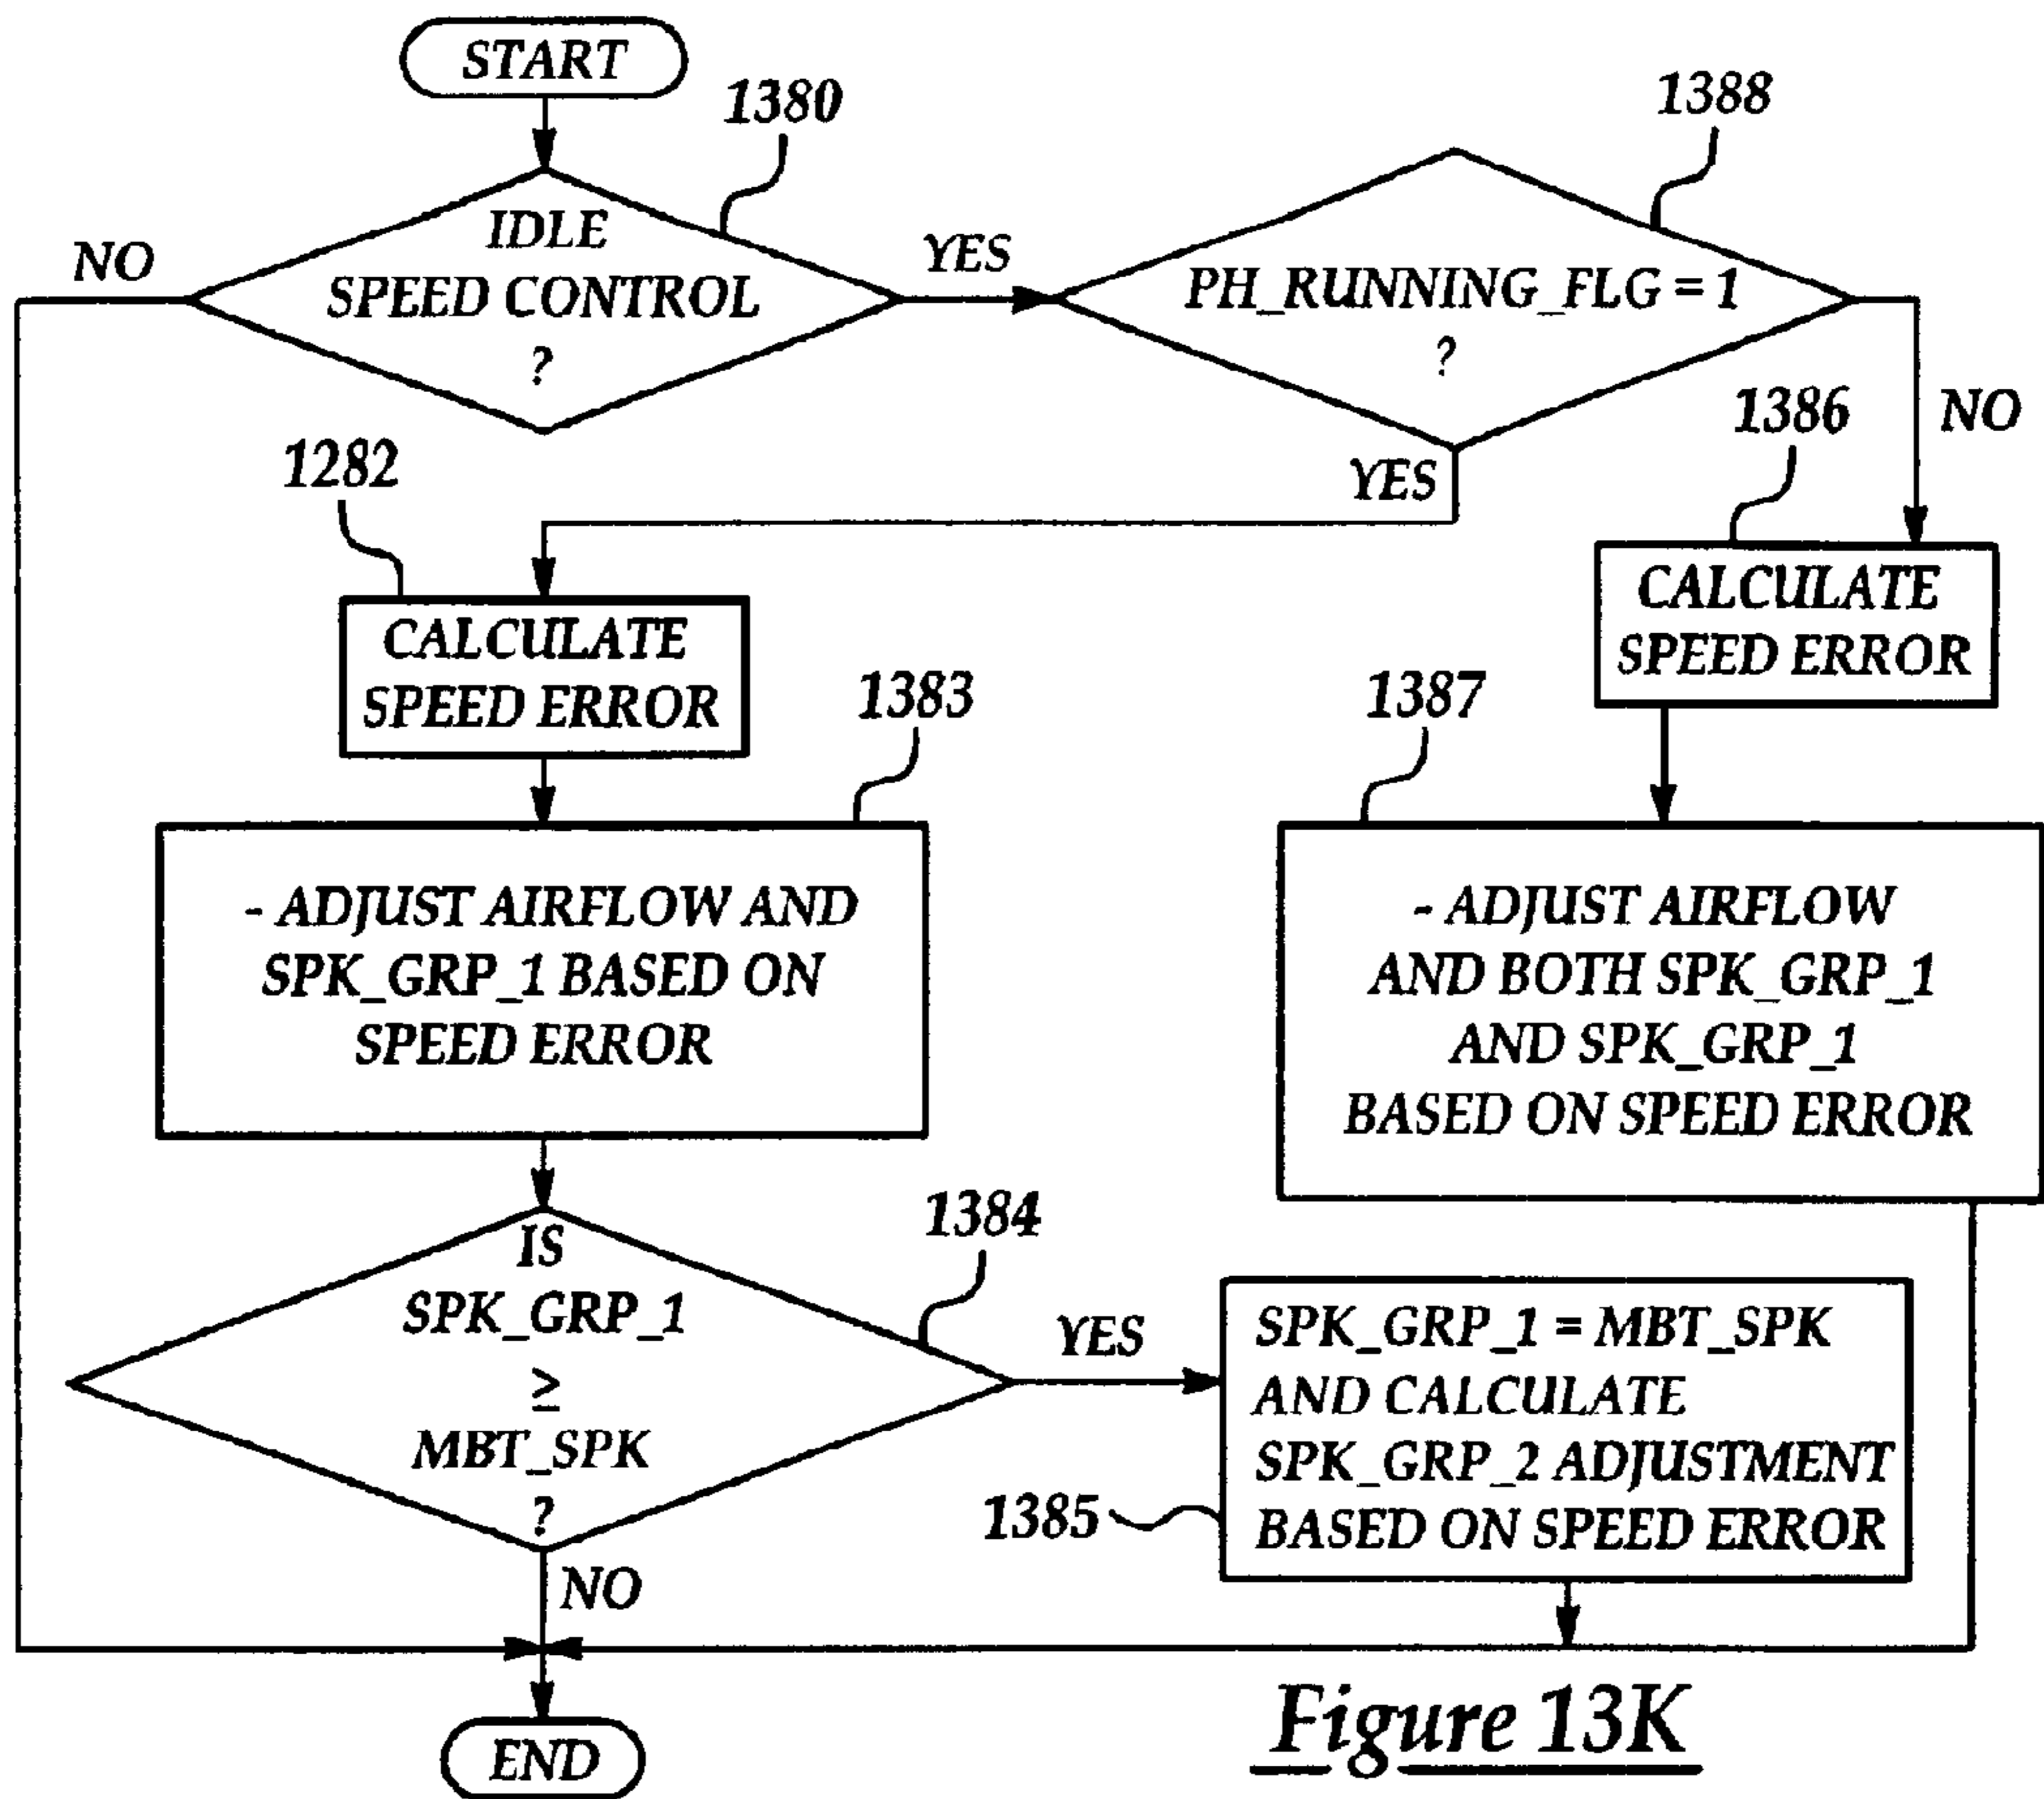 START
1380
IDLE
SPEED CONTROL
?
NO
YES
1388
PH_RUNNING_FLG = 1
?
YES
NO
1282
CALCULATE
SPEED ERROR
1386
CALCULATE
SPEED ERROR
1383
- ADJUST AIRFLOW AND
SPK_GRP_1 BASED ON
SPEED ERROR
1387
- ADJUST AIRFLOW
AND BOTH SPK_GRP_1
AND SPK_GRP_1
BASED ON SPEED ERROR
1384
IS
SPK_GRP_1
≥
MBT_SPK
?
YES
NO
SPK_GRP_1 = MBT_SPK
AND CALCULATE
SPK_GRP_2 ADJUSTMENT
BASED ON SPEED ERROR
1385
END
Figure 13K